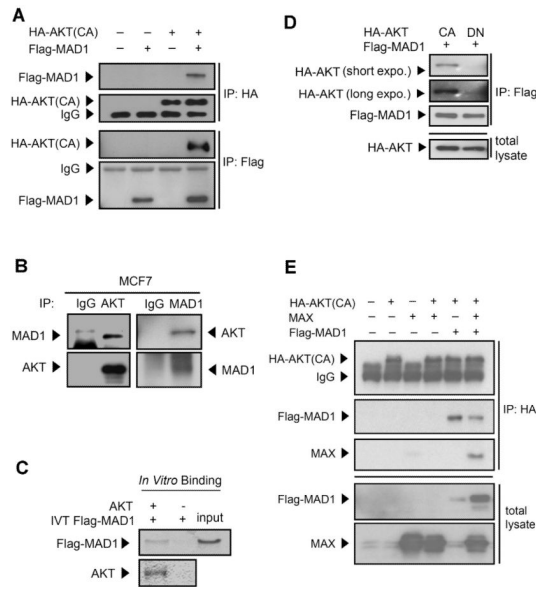 A
HA-AKT(CA) – – + +
Flag-MAD1 – + – +
Flag-MAD1
HA-AKT(CA)
IgG
IP: HA
HA-AKT(CA)
IgG
Flag-MAD1
IP: Flag
B
MCF7
IP: IgG AKT IgG MAD1
MAD1 AKT
AKT MAD1
C
In Vitro Binding
AKT + -
IVT Flag-MAD1 + + input
Flag-MAD1
AKT
D
HA-AKT CA DN
Flag-MAD1 + +
HA-AKT (short expo.)
HA-AKT (long expo.)
Flag-MAD1
IP: Flag
HA-AKT
total
lysate
E
HA-AKT(CA) – + – + + +
MAX – – + + – +
Flag-MAD1 – – – – + +
HA-AKT(CA)
IgG
Flag-MAD1
IP: HA
MAX
Flag-MAD1
total
lysate
MAX